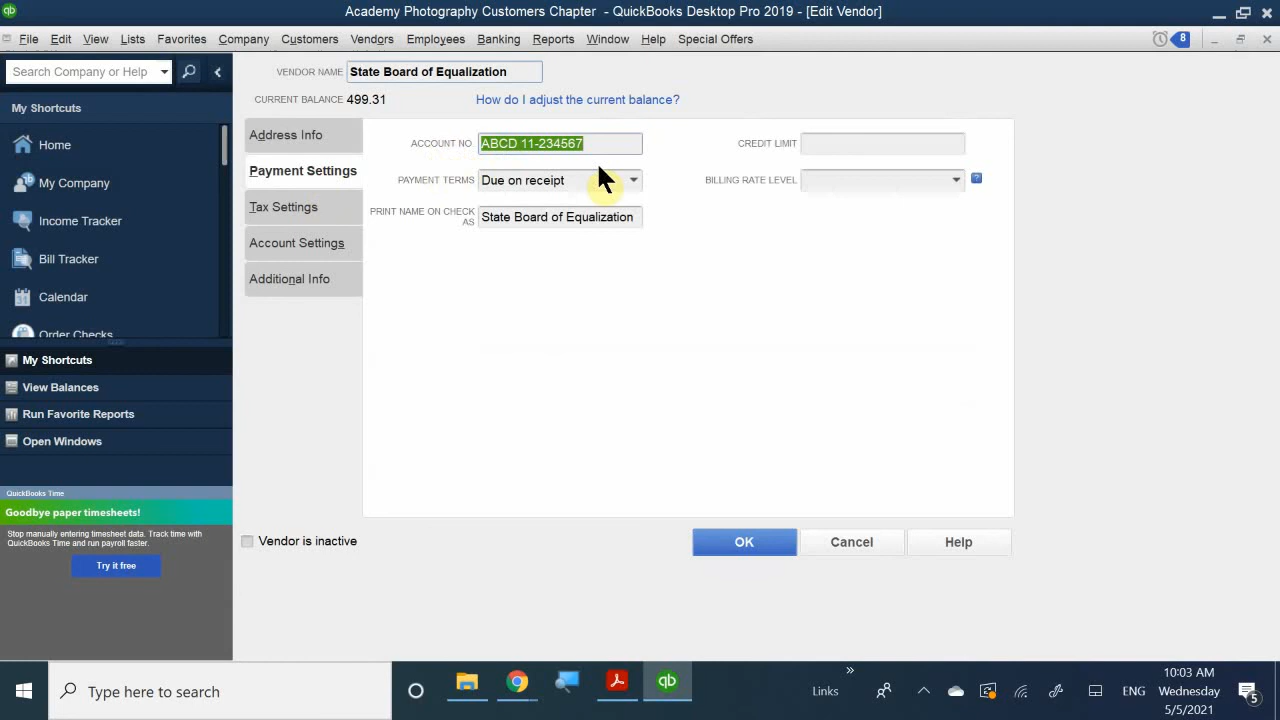 Academy Photography Customers Chapter - QuickBooks Desktop Pro 2019 - [Edit Vendor]
File Edit View Lists Favorites Company Customers Vendors Employees Banking Reports Window Help Special Offers 8
Search Company or Help
My Shortcuts
Home
My Company
Income Tracker
Bill Tracker
Calendar
Order Checks
My Shortcuts
View Balances
Run Favorite Reports
Open Windows
QuickBooks Time
Goodbye paper timesheets!
Stop manually entering timesheet data. Track time with
QuickBooks Time and run payroll faster.
Try it free
VENDOR NAME State Board of Equalization
CURRENT BALANCE 499.31 How do I adjust the current balance?
Address Info
Payment Settings
Tax Settings
Account Settings
Additional Info
ACCOUNT NO. ABCD 11-234567 CREDIT LIMIT
PAYMENT TERMS Due on receipt BILLING RATE LEVEL ?
PRINT NAME ON CHECK
AS State Board of Equalization
Vendor is inactive
OK Cancel Help
Type here to search
qb
Links
ENG
10:03 AM
Wednesday
5/5/2021
5